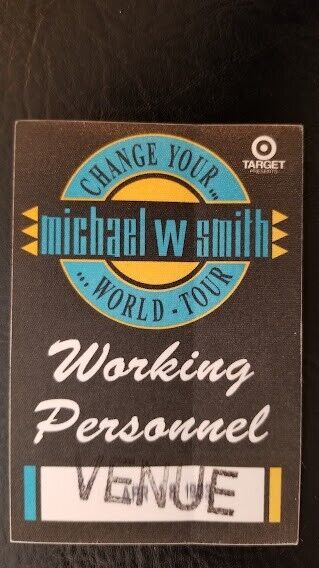 CHANGE YOUR...
TARGET
PRESENTS
michael w smith
...WORLD-TOUR
Working
Personnel
VENUE